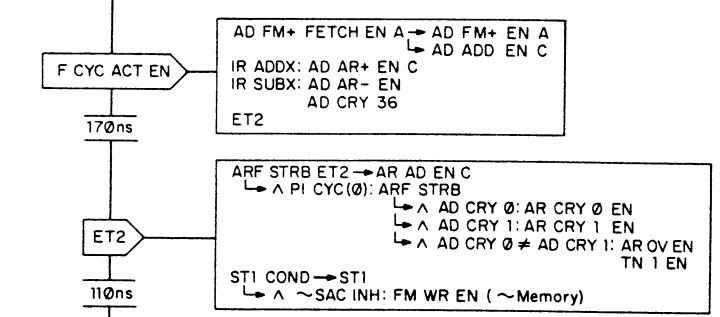 AD FM+ FETCH EN A → AD FM+ EN A
↳ AD ADD EN C
F CYC ACT EN
IR ADDX: AD AR+ EN C
IR SUBX: AD AR- EN
AD CRY 36
ET2
170ns
ARF STRB ET2 → AR AD EN C
↳ ∧ PI CYC(0): ARF STRB
↳ ∧ AD CRY 0: AR CRY 0 EN
↳ ∧ AD CRY 1: AR CRY 1 EN
↳ ∧ AD CRY 0 ≠ AD CRY 1: AR OV EN
TN 1 EN
ET2
ST1 COND → ST1
↳ ∧ ~SAC INH: FM WR EN (~Memory)
110ns